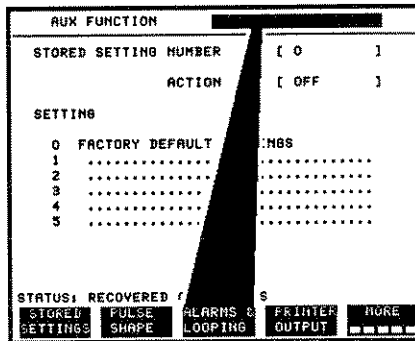 AUX FUNCTION
STORED SETTING NUMBER [ 0 ]
ACTION [ OFF ]
SETTING
0 FACTORY DEFAULT NGS
1 ....................................
2 ....................................
3 ....................................
4 ....................................
5 ....................................
STATUS: RECOVERED S
STORED SETTINGS PULSE SHAPE ALARMS & LOOPING PRINTER OUTPUT MORE